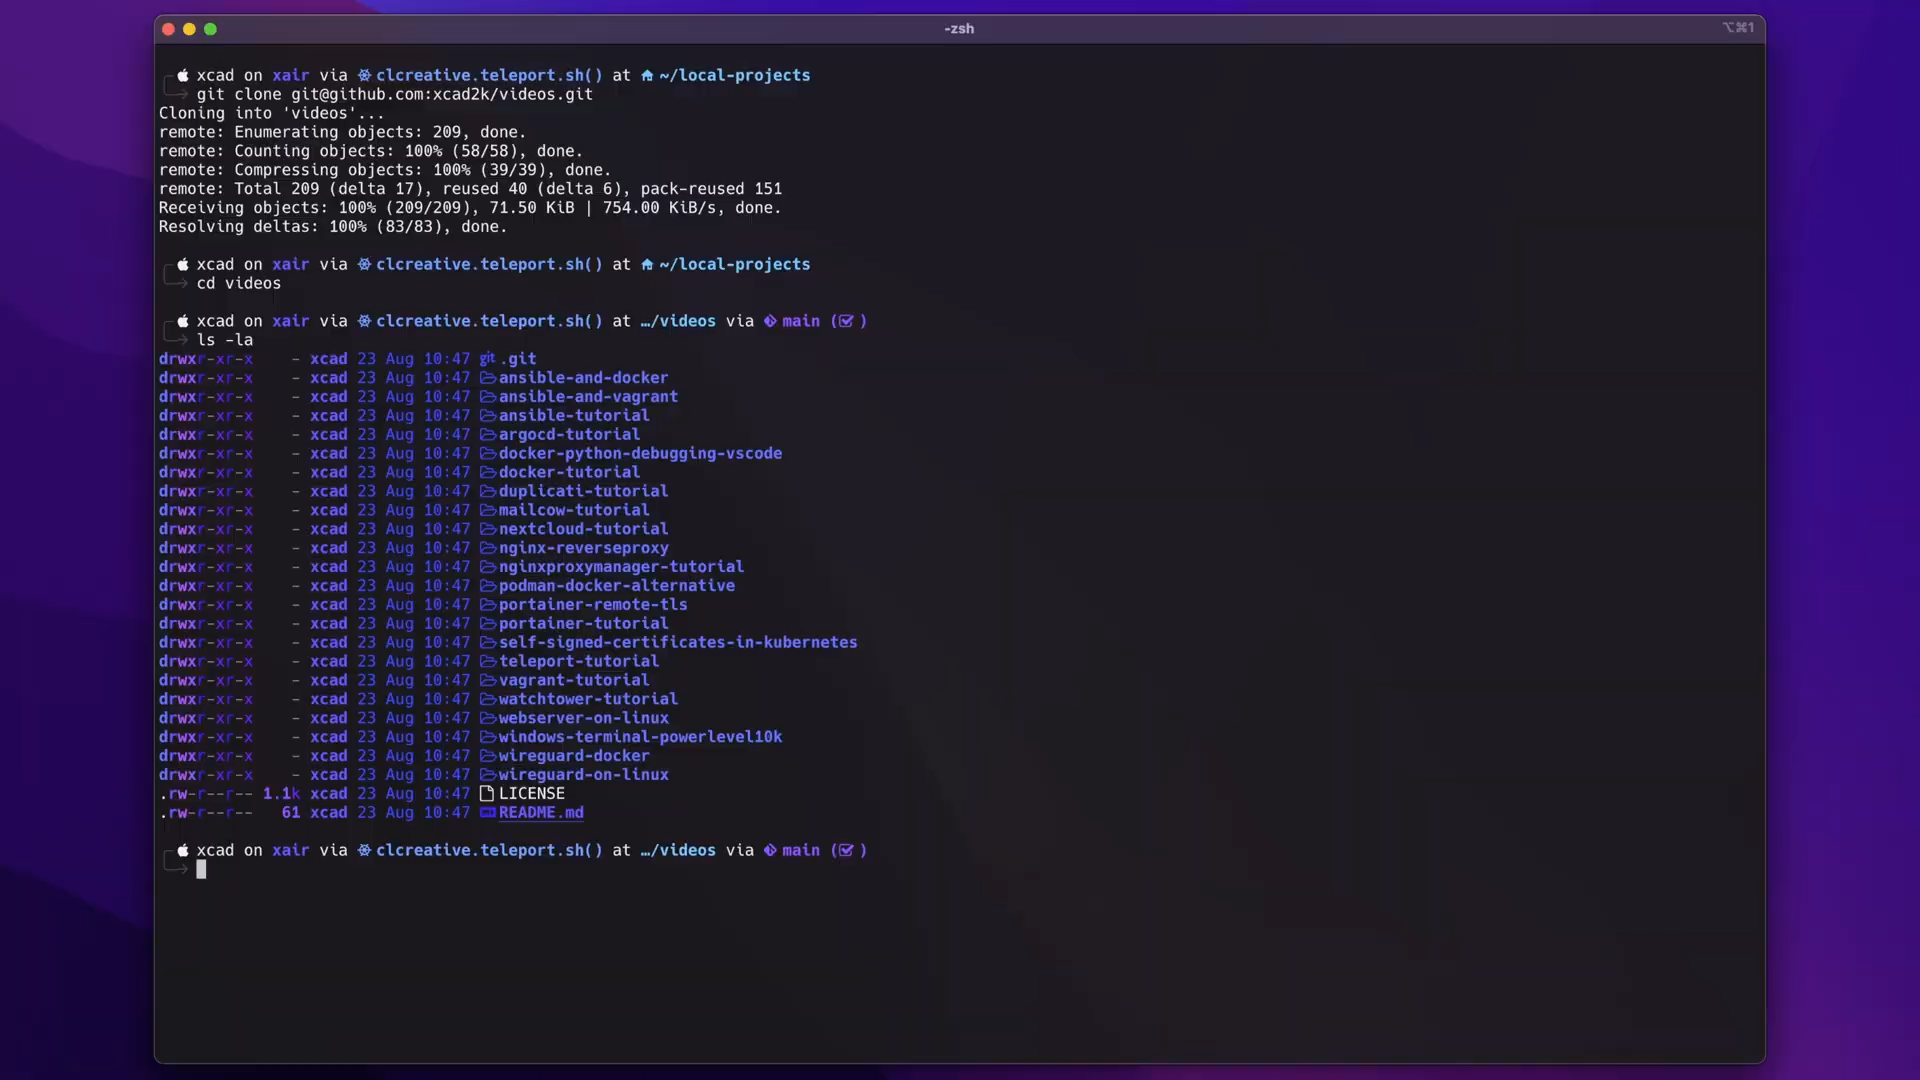 -zsh
⌥⌘1
xcad on xair via clcreative.teleport.sh() at ~/local-projects
git clone git@github.com:xcad2k/videos.git
Cloning into 'videos'...
remote: Enumerating objects: 209, done.
remote: Counting objects: 100% (58/58), done.
remote: Compressing objects: 100% (39/39), done.
remote: Total 209 (delta 17), reused 40 (delta 6), pack-reused 151
Receiving objects: 100% (209/209), 71.50 KiB | 754.00 KiB/s, done.
Resolving deltas: 100% (83/83), done.
xcad on xair via clcreative.teleport.sh() at ~/local-projects
cd videos
xcad on xair via clcreative.teleport.sh() at …/videos via main (☑ )
ls -la
drwxr-xr-x    - xcad 23 Aug 10:47 git .git
drwxr-xr-x    - xcad 23 Aug 10:47 ansible-and-docker
drwxr-xr-x    - xcad 23 Aug 10:47 ansible-and-vagrant
drwxr-xr-x    - xcad 23 Aug 10:47 ansible-tutorial
drwxr-xr-x    - xcad 23 Aug 10:47 argocd-tutorial
drwxr-xr-x    - xcad 23 Aug 10:47 docker-python-debugging-vscode
drwxr-xr-x    - xcad 23 Aug 10:47 docker-tutorial
drwxr-xr-x    - xcad 23 Aug 10:47 duplicati-tutorial
drwxr-xr-x    - xcad 23 Aug 10:47 mailcow-tutorial
drwxr-xr-x    - xcad 23 Aug 10:47 nextcloud-tutorial
drwxr-xr-x    - xcad 23 Aug 10:47 nginx-reverseproxy
drwxr-xr-x    - xcad 23 Aug 10:47 nginxproxymanager-tutorial
drwxr-xr-x    - xcad 23 Aug 10:47 podman-docker-alternative
drwxr-xr-x    - xcad 23 Aug 10:47 portainer-remote-tls
drwxr-xr-x    - xcad 23 Aug 10:47 portainer-tutorial
drwxr-xr-x    - xcad 23 Aug 10:47 self-signed-certificates-in-kubernetes
drwxr-xr-x    - xcad 23 Aug 10:47 teleport-tutorial
drwxr-xr-x    - xcad 23 Aug 10:47 vagrant-tutorial
drwxr-xr-x    - xcad 23 Aug 10:47 watchtower-tutorial
drwxr-xr-x    - xcad 23 Aug 10:47 webserver-on-linux
drwxr-xr-x    - xcad 23 Aug 10:47 windows-terminal-powerlevel10k
drwxr-xr-x    - xcad 23 Aug 10:47 wireguard-docker
drwxr-xr-x    - xcad 23 Aug 10:47 wireguard-on-linux
.rw-r--r-- 1.1k xcad 23 Aug 10:47 LICENSE
.rw-r--r--   61 xcad 23 Aug 10:47 README.md
xcad on xair via clcreative.teleport.sh() at …/videos via main (☑ )